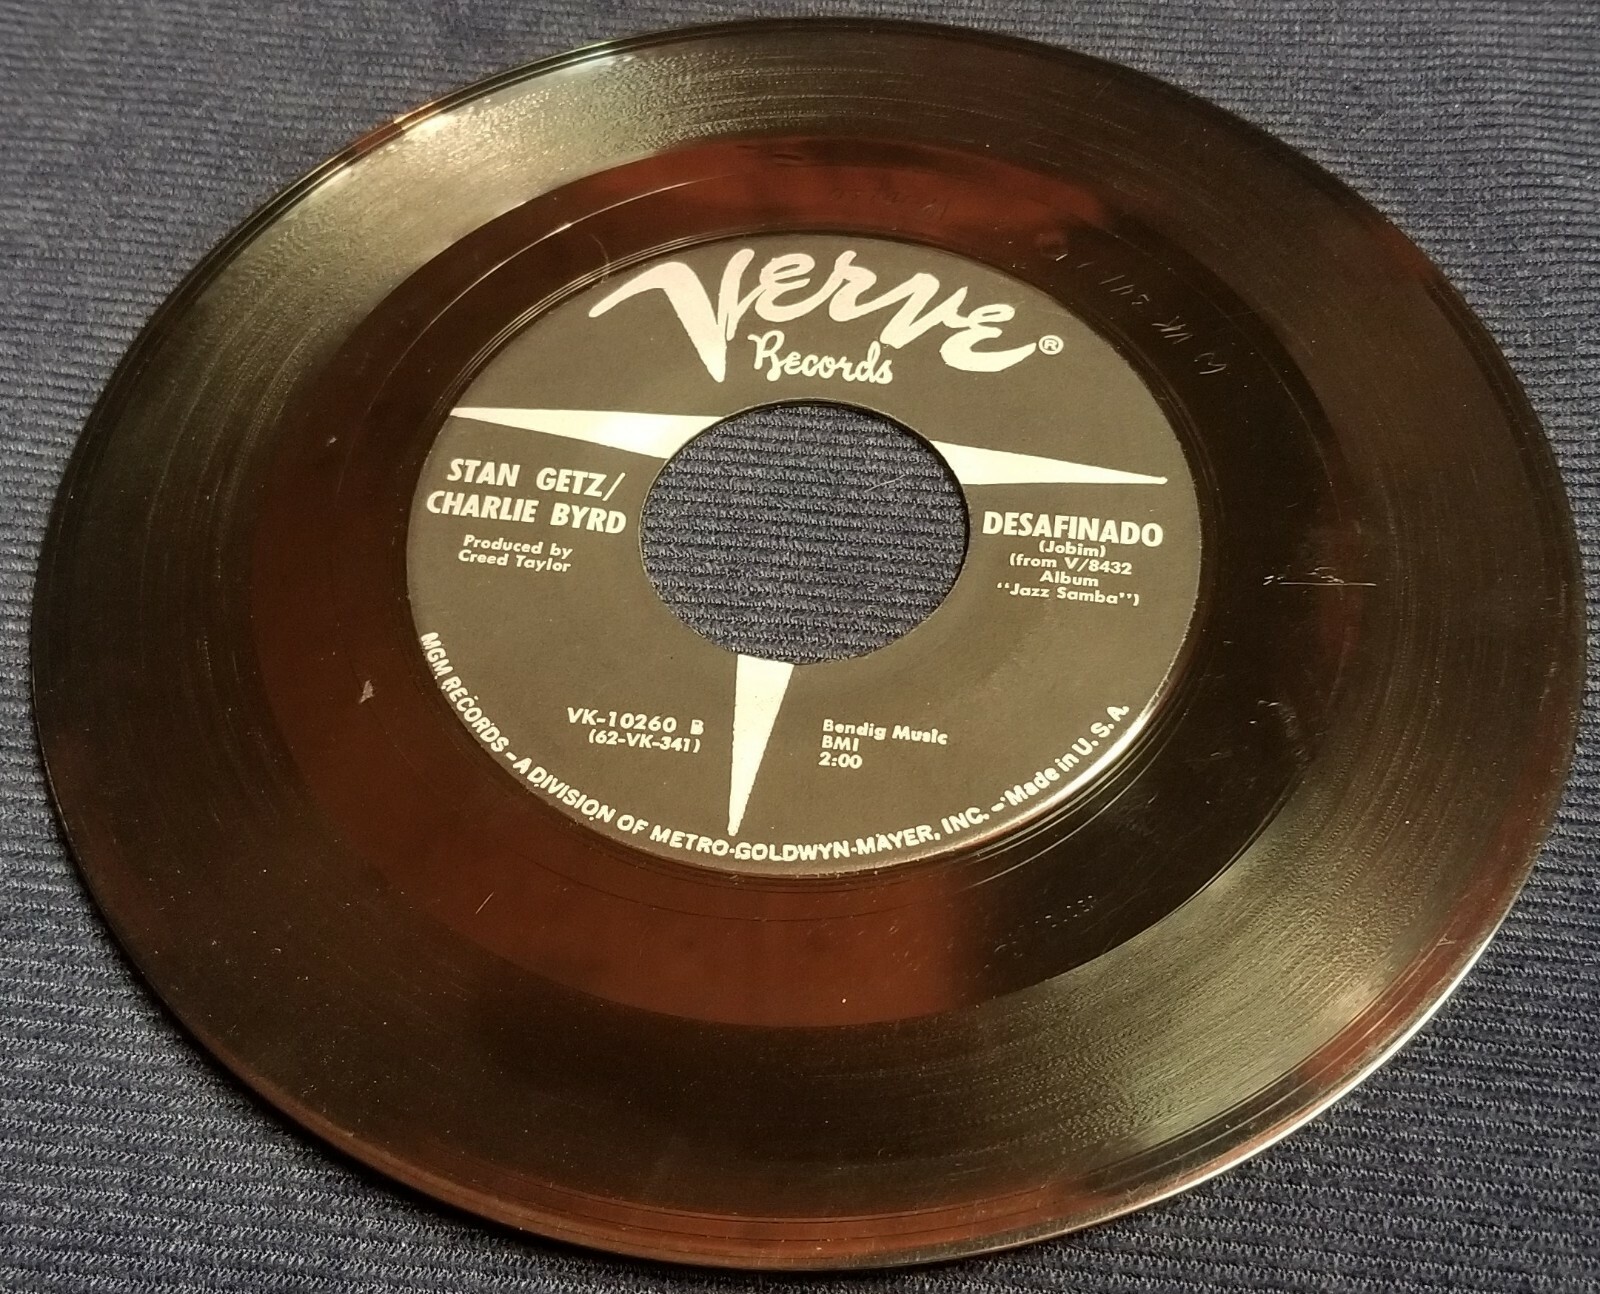 Verve ®
Records
STAN GETZ/
CHARLIE BYRD
Produced by
Creed Taylor
DESAFINADO
(Jobim)
(from V/8432
Album
"Jazz Samba")
VK-10260 B
(62-VK-341)
Bendig Music
BMI
2:00
MGM RECORDS - A DIVISION OF METRO-GOLDWYN-MAYER, INC. - Made in U. S. A.